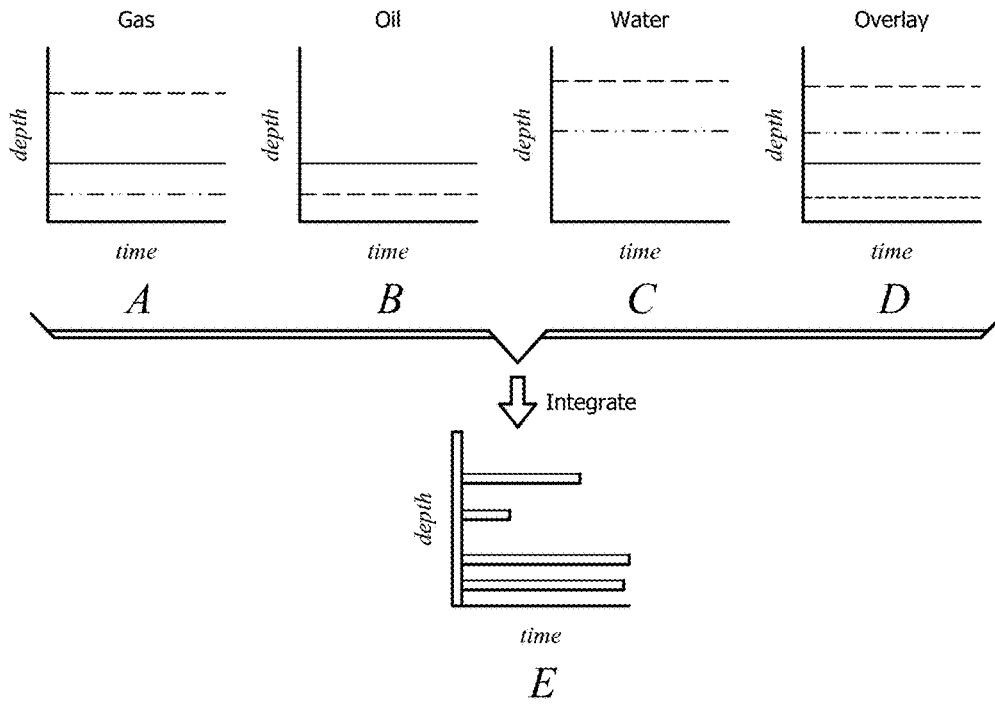 Gas
Oil
Water
Overlay
depth
depth
depth
depth
time
time
time
time
A
B
C
D
Integrate
depth
time
E